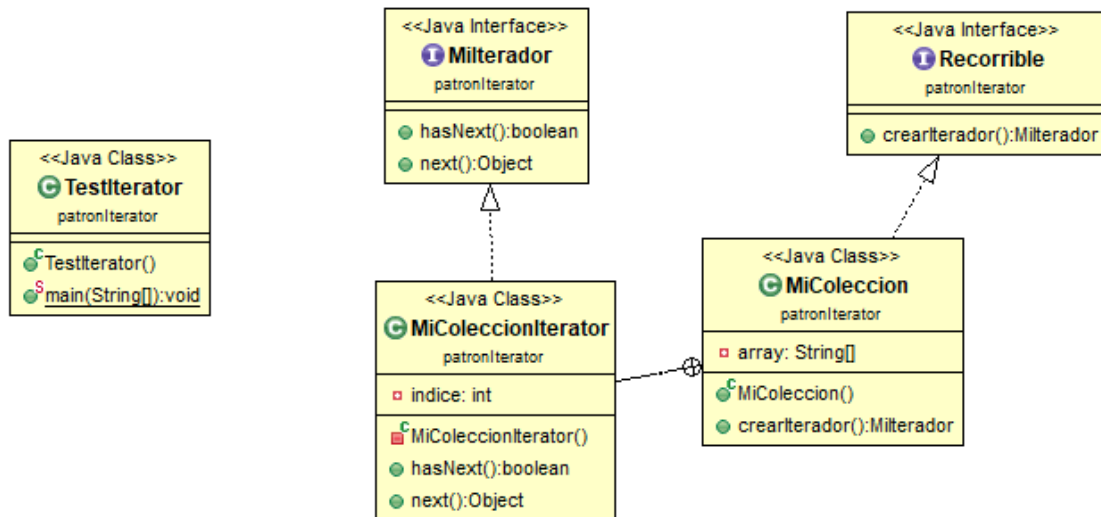 <<Java Class>>
TestIterator
patronIterator
TestIterator()
main(String[]):void
<<Java Interface>>
MiIterador
patronIterator
hasNext():boolean
next():Object
<<Java Interface>>
Recorrible
patronIterator
crearIterador():MiIterador
<<Java Class>>
MiColeccionIterator
patronIterator
indice: int
MiColeccionIterator()
hasNext():boolean
next():Object
<<Java Class>>
MiColeccion
patronIterator
array: String[]
MiColeccion()
crearIterador():MiIterador